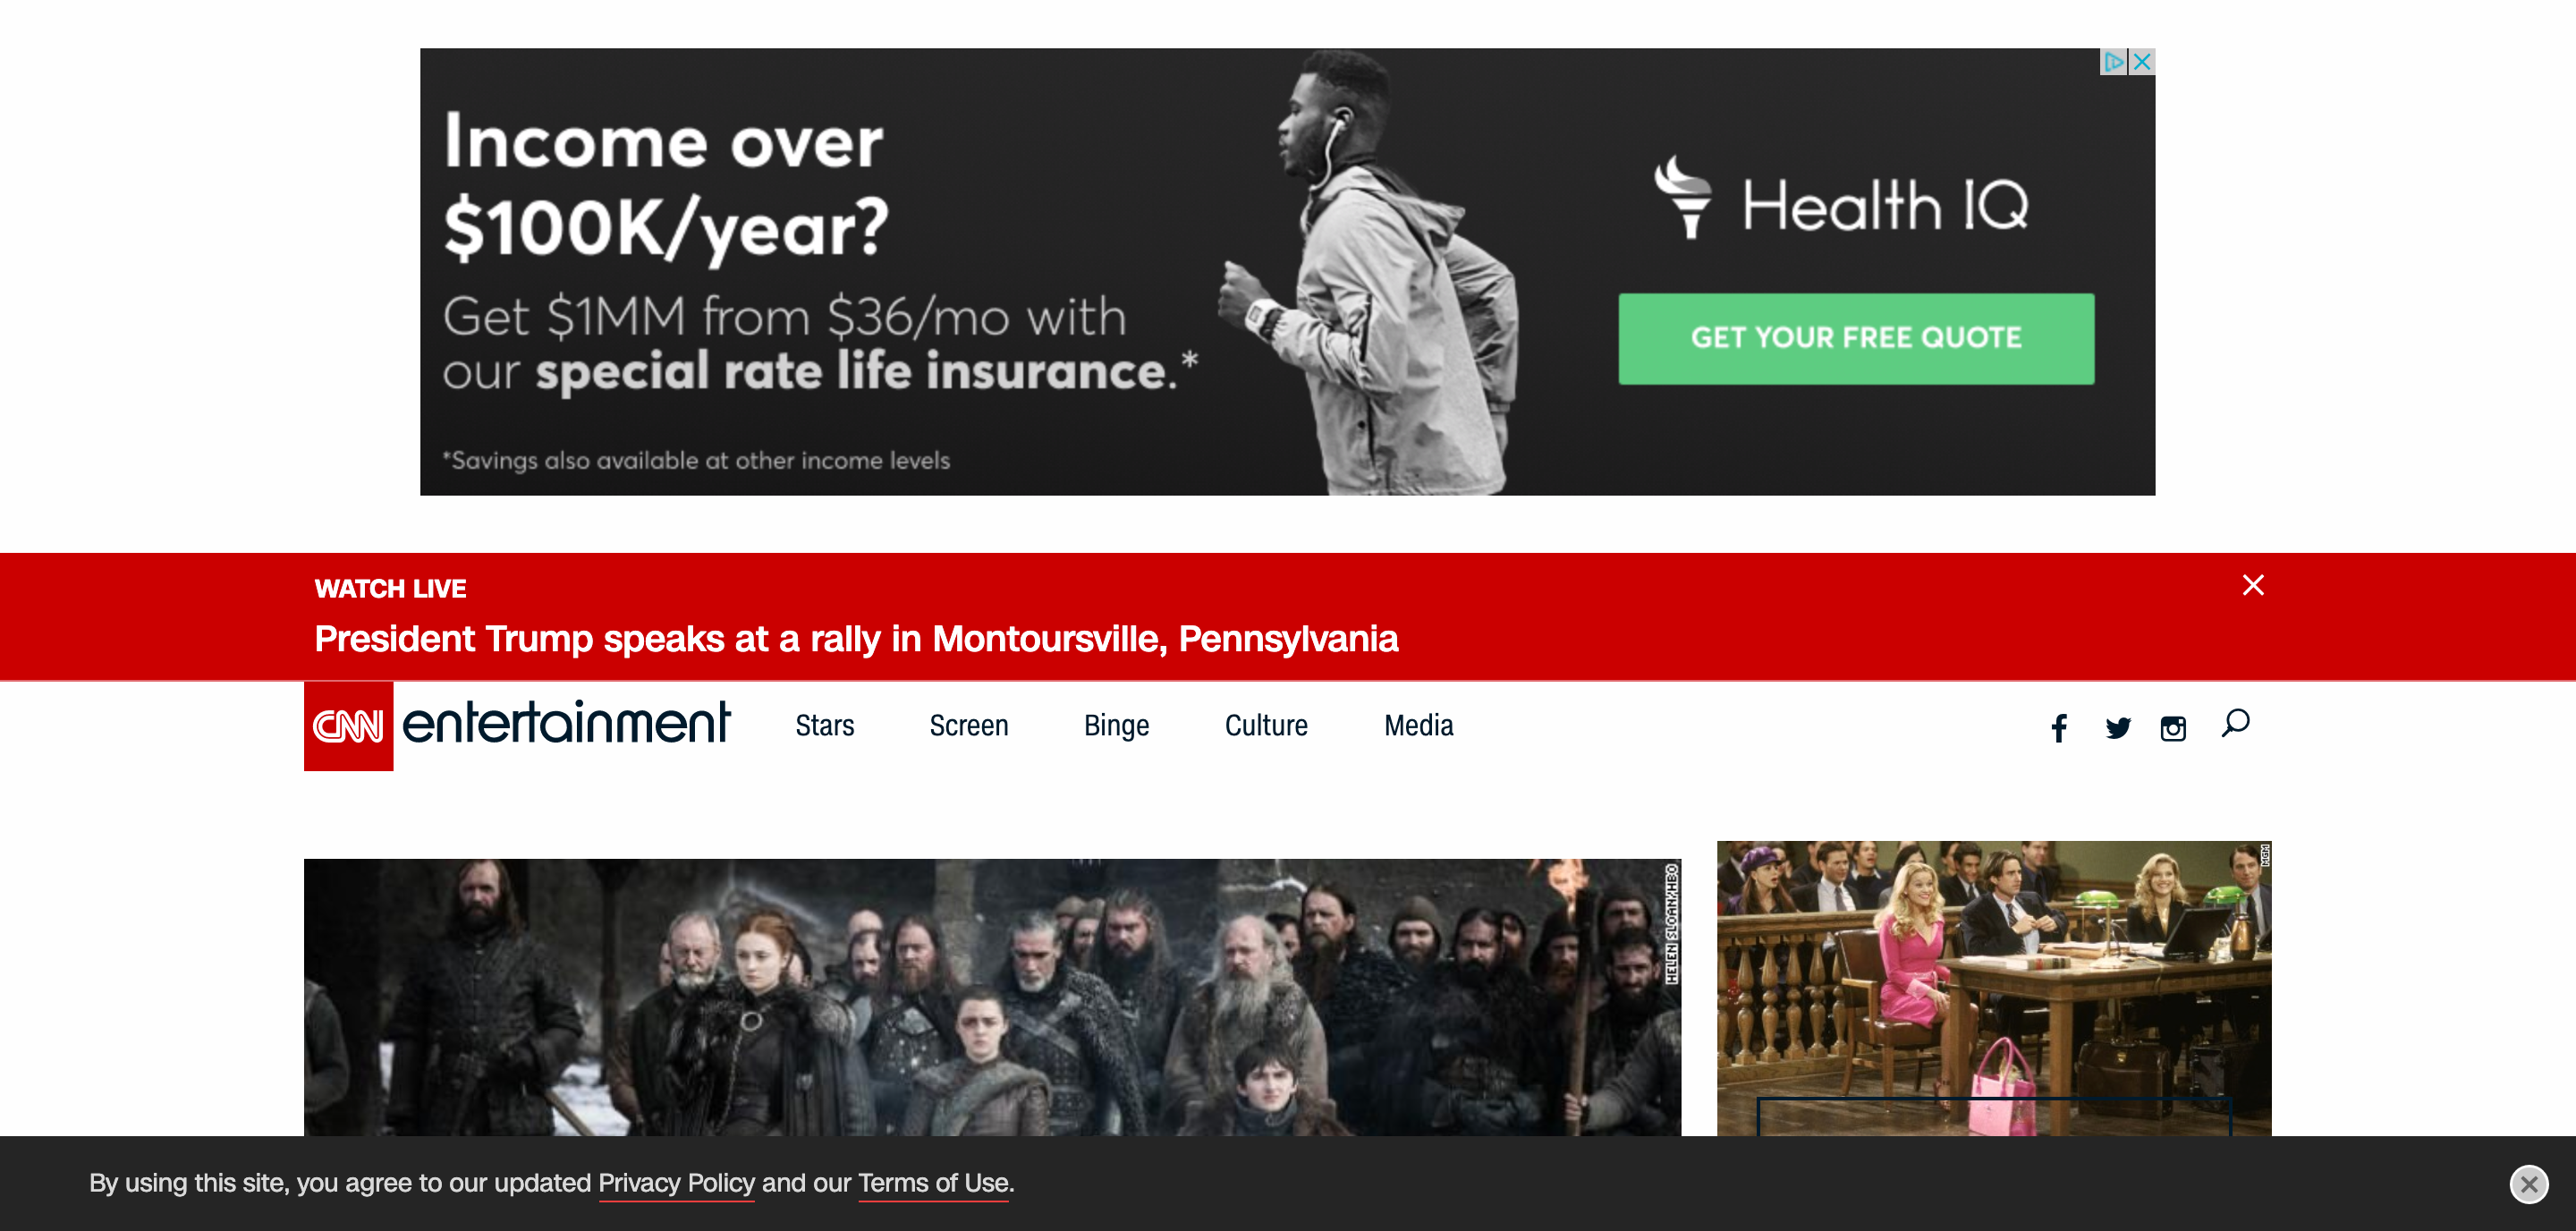 Income over
$100K/year?
Get $1MM from $36/mo with
our special rate life insurance.*
*Savings also available at other income levels
Health IQ
GET YOUR FREE QUOTE
WATCH LIVE
President Trump speaks at a rally in Montoursville, Pennsylvania
CNN entertainment Stars Screen Binge Culture Media
HELEN SLOAN/HBO
MGM
By using this site, you agree to our updated Privacy Policy and our Terms of Use.